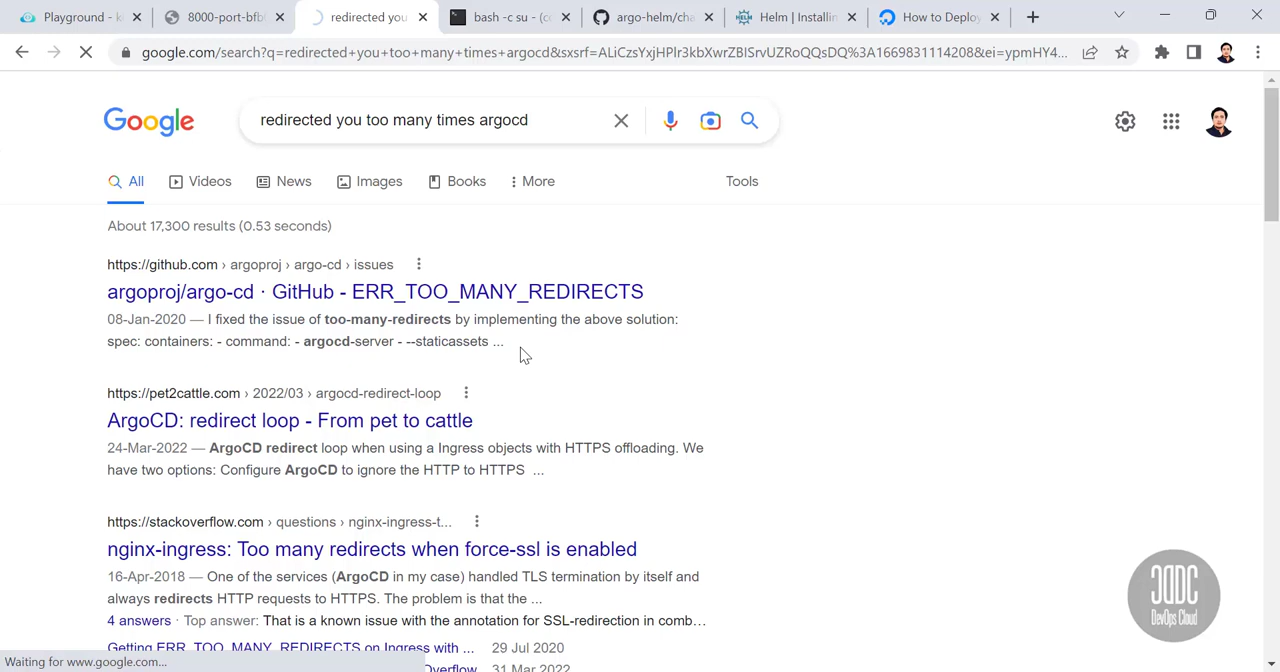 Playground - k
8000-port-bfbl
redirected you
bash -c su - (co
argo-helm/cha
HELM
Helm | Installin
How to Deploy
google.com/search?q=redirected+you+too+many+times+argocd&sxsrf=ALiCzsYxjHPlr3kbXwrZBISrvUZRoQQsDQ%3A1669831114208&ei=ypmHY4...
Google
redirected you too many times argocd
All
Videos
News
Images
Books
More
Tools
About 17,300 results (0.53 seconds)
https://github.com › argoproj › argo-cd › issues
argoproj/argo-cd · GitHub - ERR_TOO_MANY_REDIRECTS
08-Jan-2020 — I fixed the issue of too-many-redirects by implementing the above solution:
spec: containers: - command: - argocd-server - --staticassets ...
https://pet2cattle.com › 2022/03 › argocd-redirect-loop
ArgoCD: redirect loop - From pet to cattle
24-Mar-2022 — ArgoCD redirect loop when using a Ingress objects with HTTPS offloading. We
have two options: Configure ArgoCD to ignore the HTTP to HTTPS ...
https://stackoverflow.com › questions › nginx-ingress-t...
nginx-ingress: Too many redirects when force-ssl is enabled
16-Apr-2018 — One of the services (ArgoCD in my case) handled TLS termination by itself and
always redirects HTTP requests to HTTPS. The problem is that the ...
4 answers · Top answer: That is a known issue with the annotation for SSL-redirection in comb...
Getting ERR_TOO_MANY_REDIRECTS on Ingress with ... 29 Jul 2020
Overflow 31 Mar 2022
Waiting for www.google.com...
DevOps Cloud